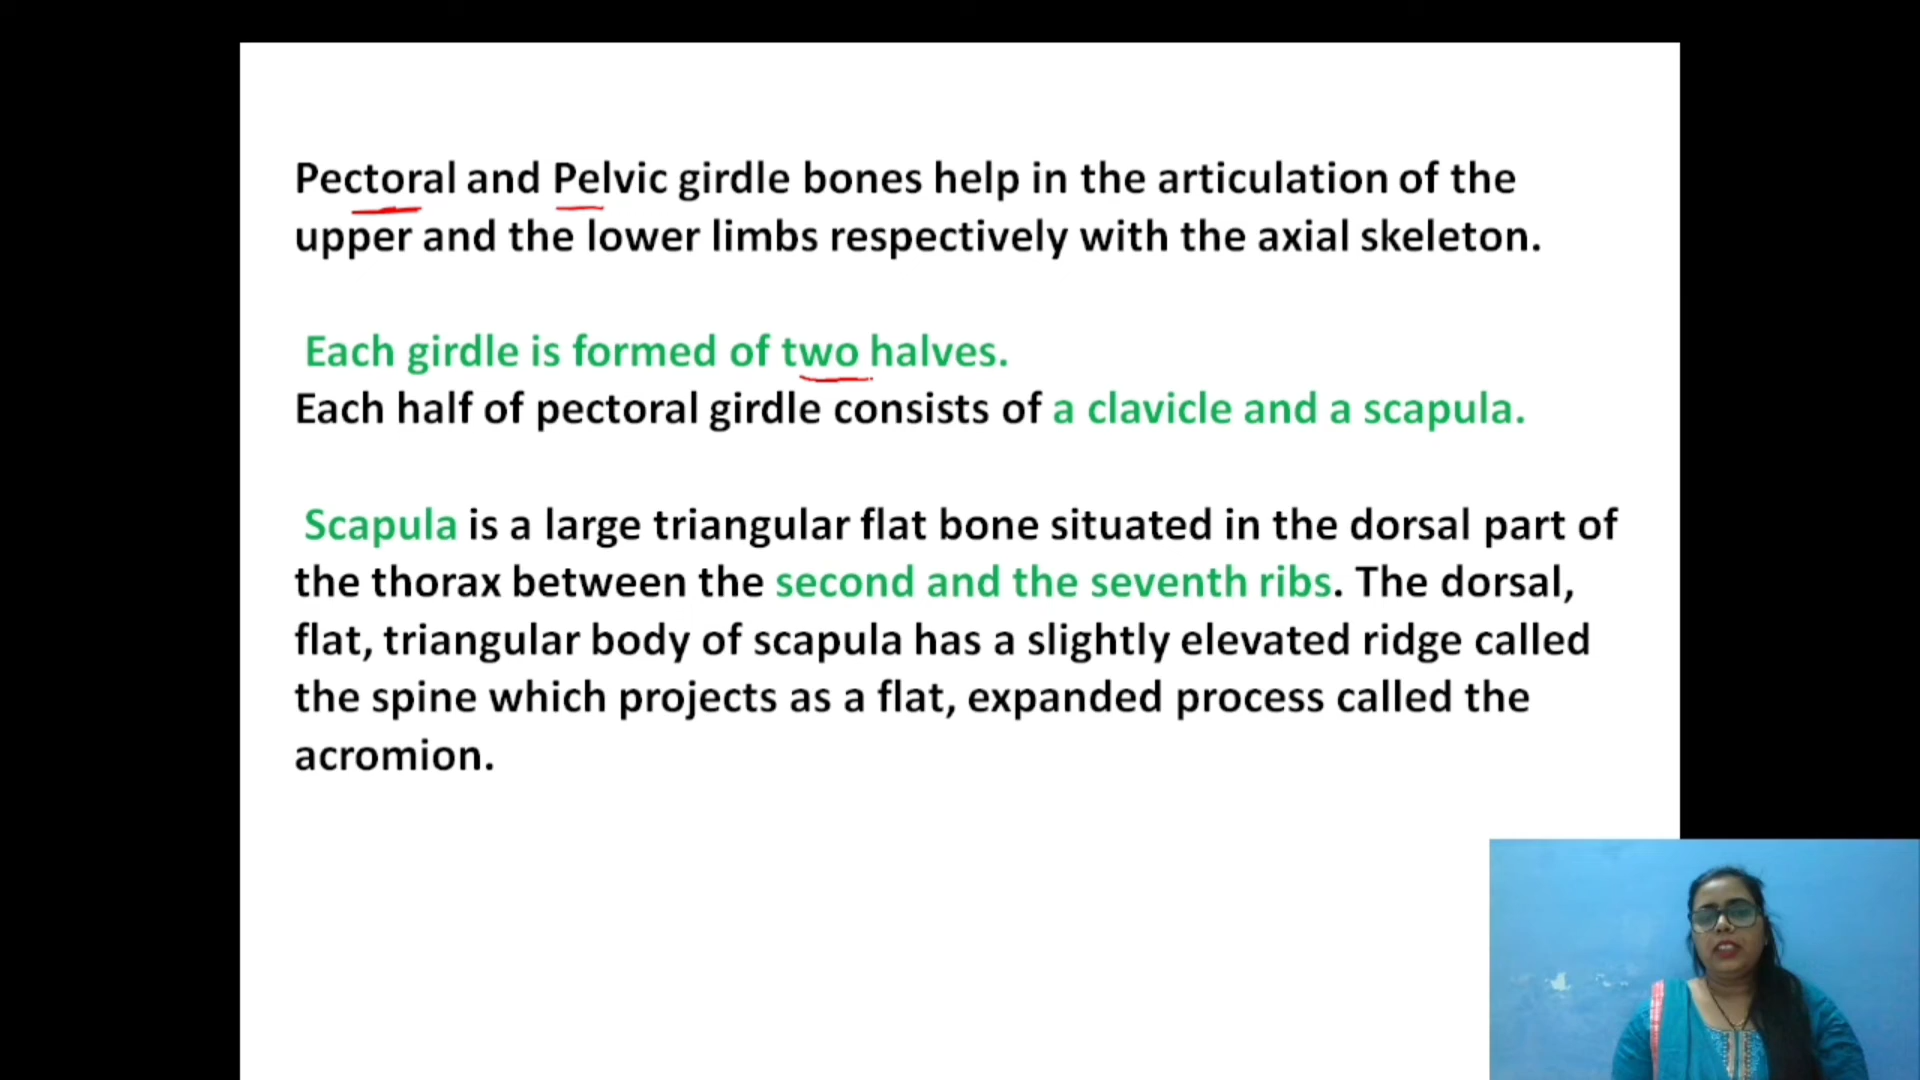 Pectoral and Pelvic girdle bones help in the articulation of the
upper and the lower limbs respectively with the axial skeleton.
Each girdle is formed of two halves.
Each half of pectoral girdle consists of a clavicle and a scapula.
Scapula is a large triangular flat bone situated in the dorsal part of
the thorax between the second and the seventh ribs. The dorsal,
flat, triangular body of scapula has a slightly elevated ridge called
the spine which projects as a flat, expanded process called the
acromion.